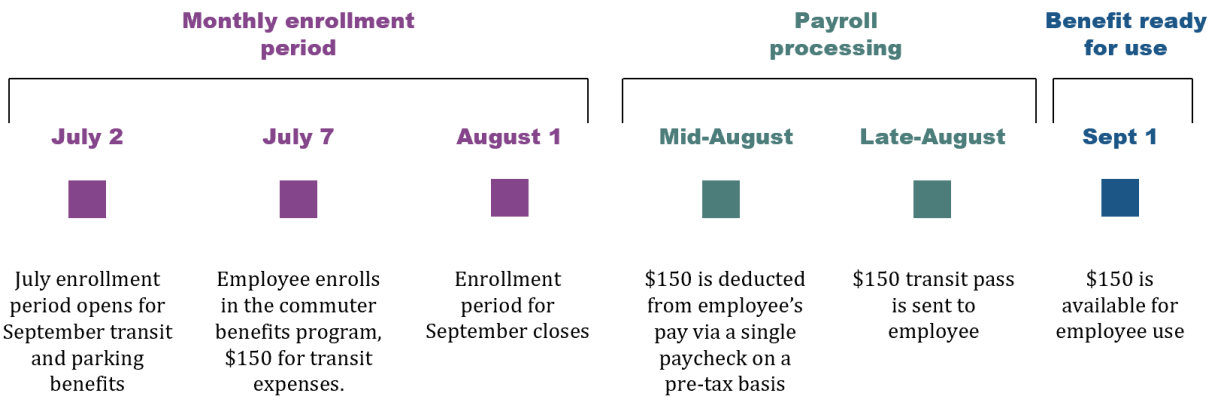 Monthly enrollment
period
Payroll
processing
Benefit ready
for use
July 2
July 7
August 1
Mid-August
Late-August
Sept 1
July enrollment
period opens for
September transit
and parking
benefits
Employee enrolls
in the commuter
benefits program,
$150 for transit
expenses.
Enrollment
period for
September closes
$150 is deducted
from employee’s
pay via a single
paycheck on a
pre-tax basis
$150 transit pass
is sent to
employee
$150 is
available for
employee use